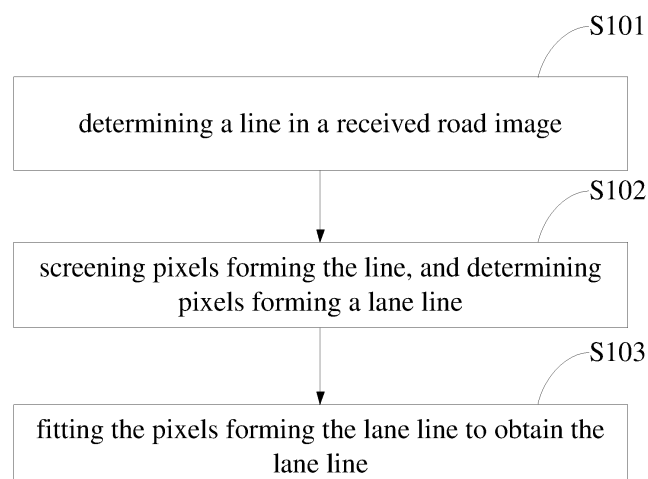 S101
determining a line in a received road image
S102
screening pixels forming the line, and determining
pixels forming a lane line
S103
fitting the pixels forming the lane line to obtain the
lane line